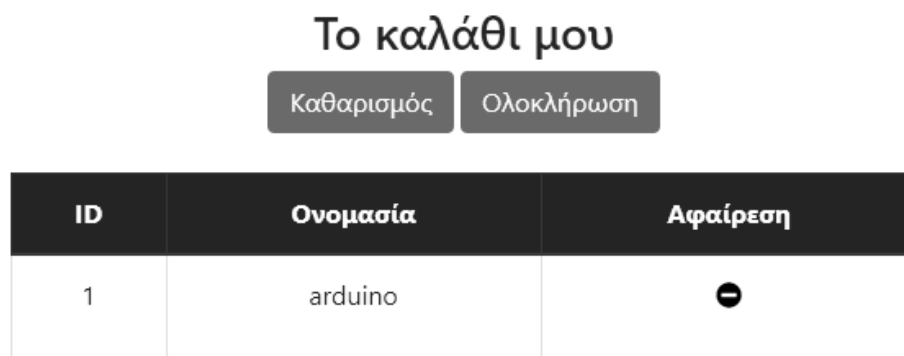 Το καλάθι μου
Καθαρισμός Ολοκλήρωση
ID Ονομασία Αφαίρεση
1 arduino